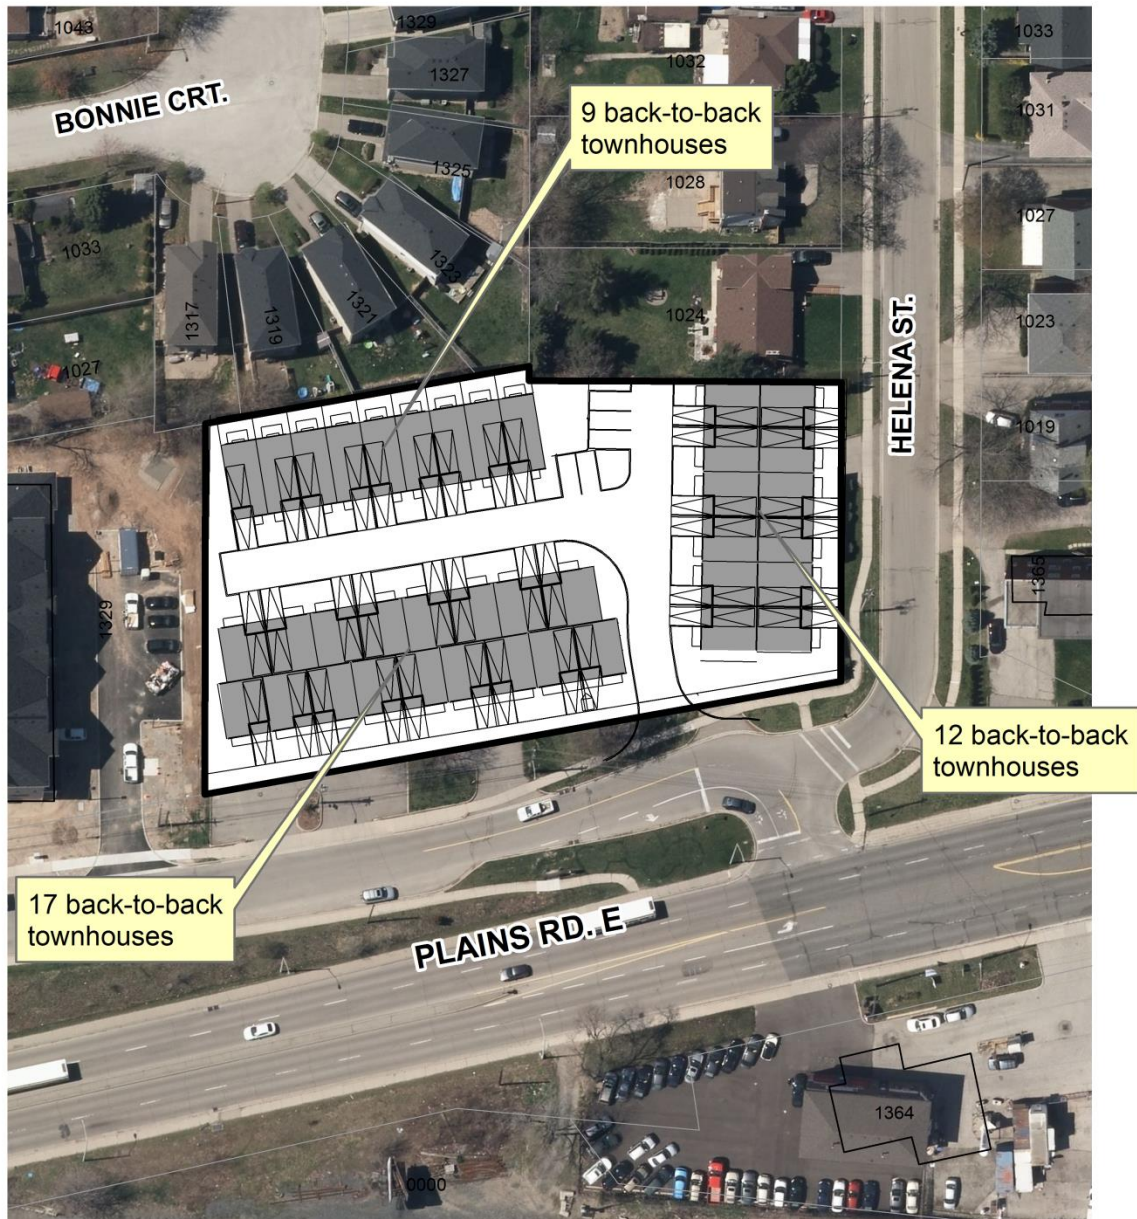 1043
1329
1033
1327
1032
BONNIE CRT.
9 back-to-back
townhouses
1031
1325
1028
1033
1027
1323
1317
1319
1321
1024
1023
HELENA ST.
1027
1019
1329
1365
12 back-to-back
townhouses
17 back-to-back
townhouses
PLAINS RD. E
1364
0000